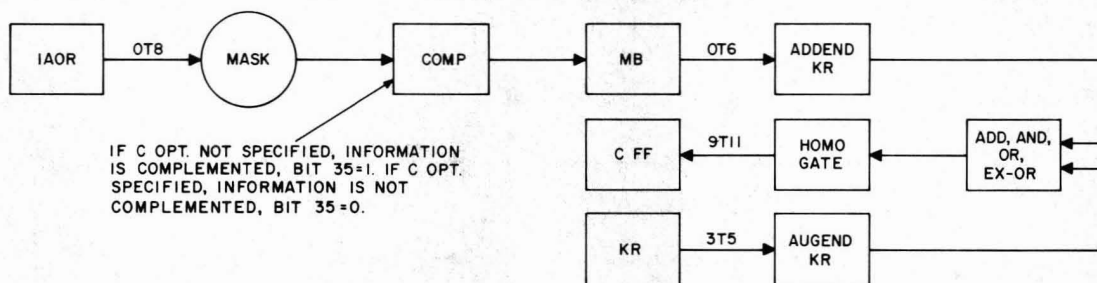 IAOR
OT8
MASK
COMP
MB
OT6
ADDEND
KR
IF C OPT. NOT SPECIFIED, INFORMATION
IS COMPLEMENTED, BIT 35=1. IF C OPT.
SPECIFIED, INFORMATION IS NOT
COMPLEMENTED, BIT 35=0.
C FF
9T11
HOMO
GATE
ADD, AND,
OR,
EX-OR
KR
3T5
AUGEND
KR